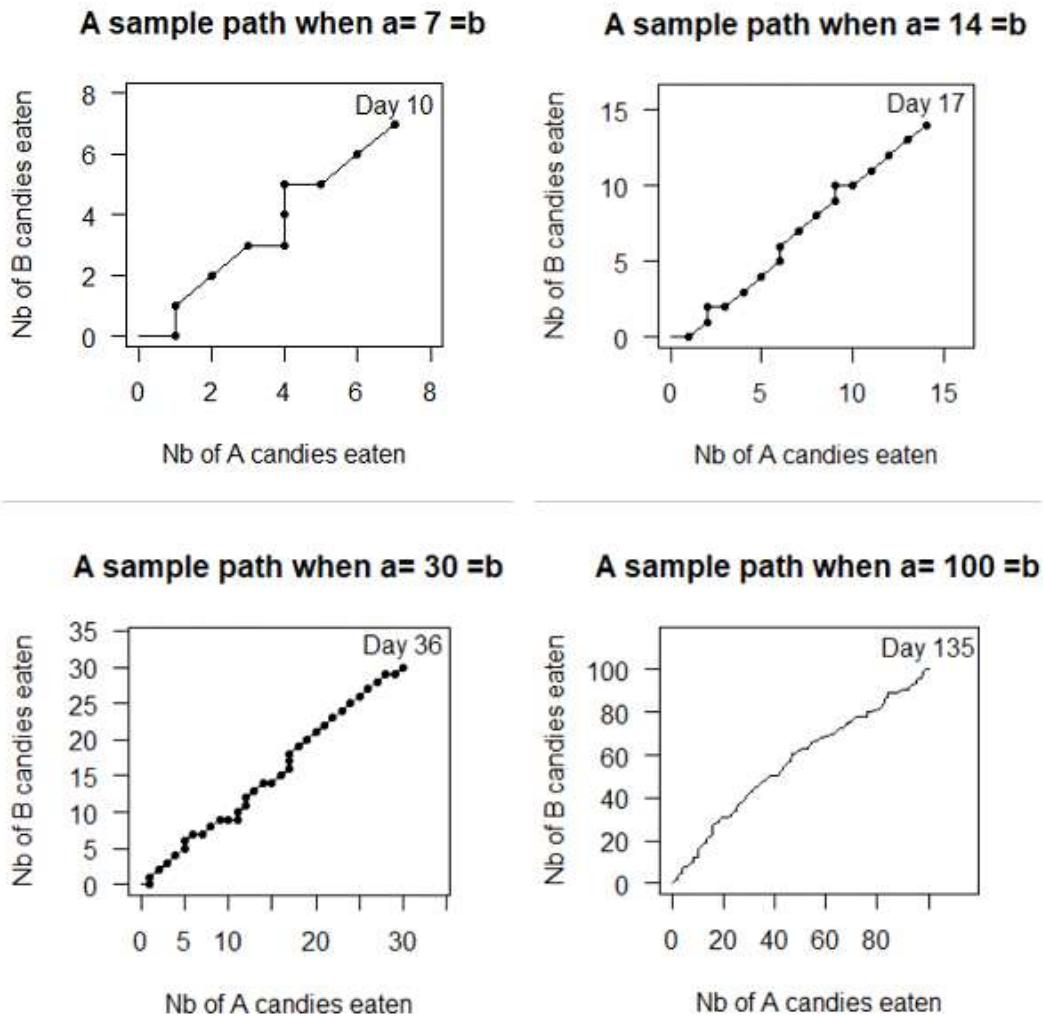 A sample path when a= 7 =b
Day 10
Nb of B candies eaten
8
6
4
2
0
0 2 4 6 8
Nb of A candies eaten
A sample path when a= 14 =b
Day 17
Nb of B candies eaten
15
10
5
0
0 5 10 15
Nb of A candies eaten
A sample path when a= 30 =b
Day 36
Nb of B candies eaten
35
30
25
20
15
10
5
0
0 5 10 20 30
Nb of A candies eaten
A sample path when a= 100 =b
Day 135
Nb of B candies eaten
100
80
60
40
20
0
0 20 40 60 80
Nb of A candies eaten